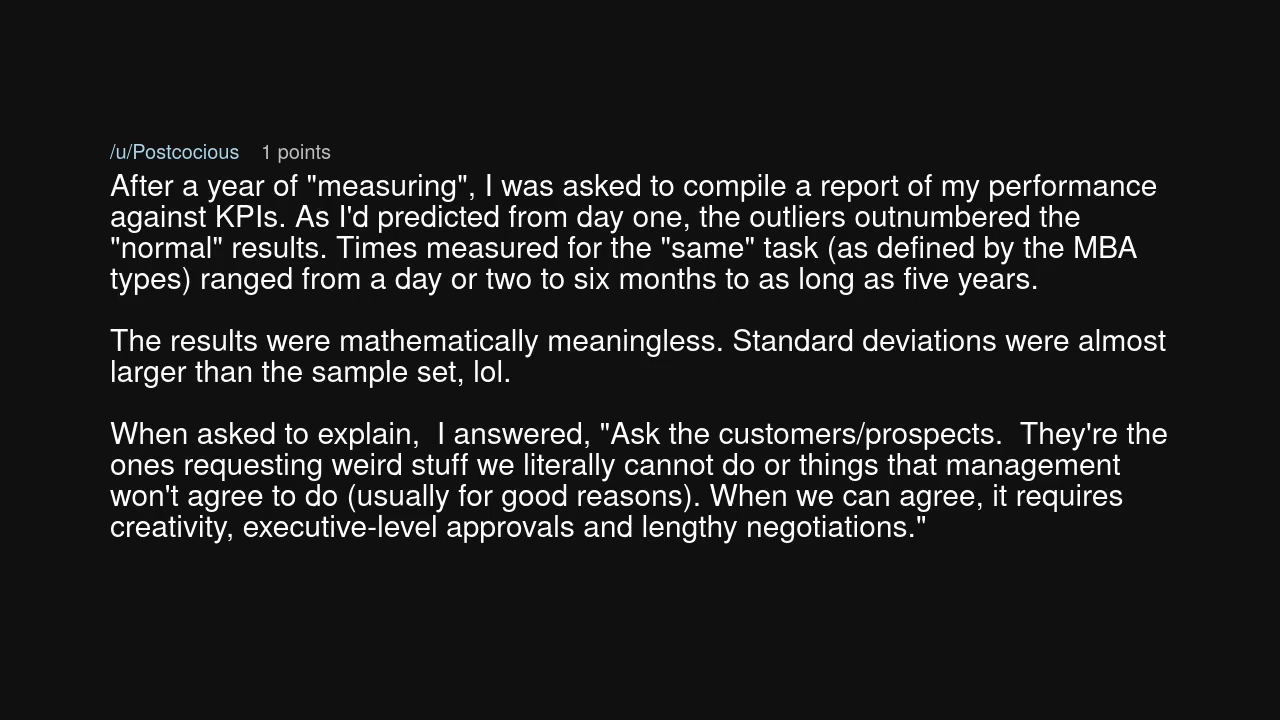 /u/Postcocious 1 points
After a year of "measuring", I was asked to compile a report of my performance
against KPIs. As I'd predicted from day one, the outliers outnumbered the
"normal" results. Times measured for the "same" task (as defined by the MBA
types) ranged from a day or two to six months to as long as five years.
The results were mathematically meaningless. Standard deviations were almost
larger than the sample set, lol.
When asked to explain,  I answered, "Ask the customers/prospects.  They're the
ones requesting weird stuff we literally cannot do or things that management
won't agree to do (usually for good reasons). When we can agree, it requires
creativity, executive-level approvals and lengthy negotiations."